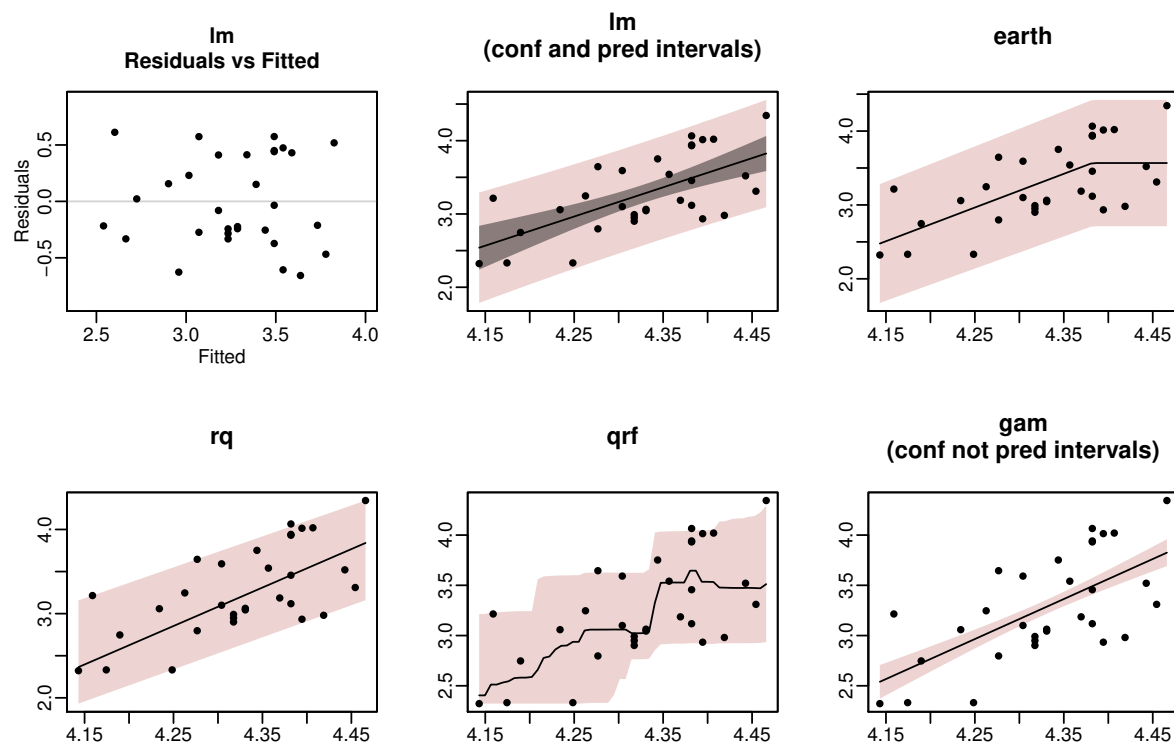 lm
Residuals vs Fitted
0.5
0.0
−0.5
Residuals
2.5 3.0 3.5 4.0
Fitted
lm
(conf and pred intervals)
4.0
3.0
2.0
4.15 4.25 4.35 4.45
earth
4.0
3.0
2.0
4.15 4.25 4.35 4.45
rq
4.0
3.0
2.0
4.15 4.25 4.35 4.45
qrf
4.0
3.5
3.0
2.5
4.15 4.25 4.35 4.45
gam
(conf not pred intervals)
4.0
3.5
3.0
2.5
4.15 4.25 4.35 4.45